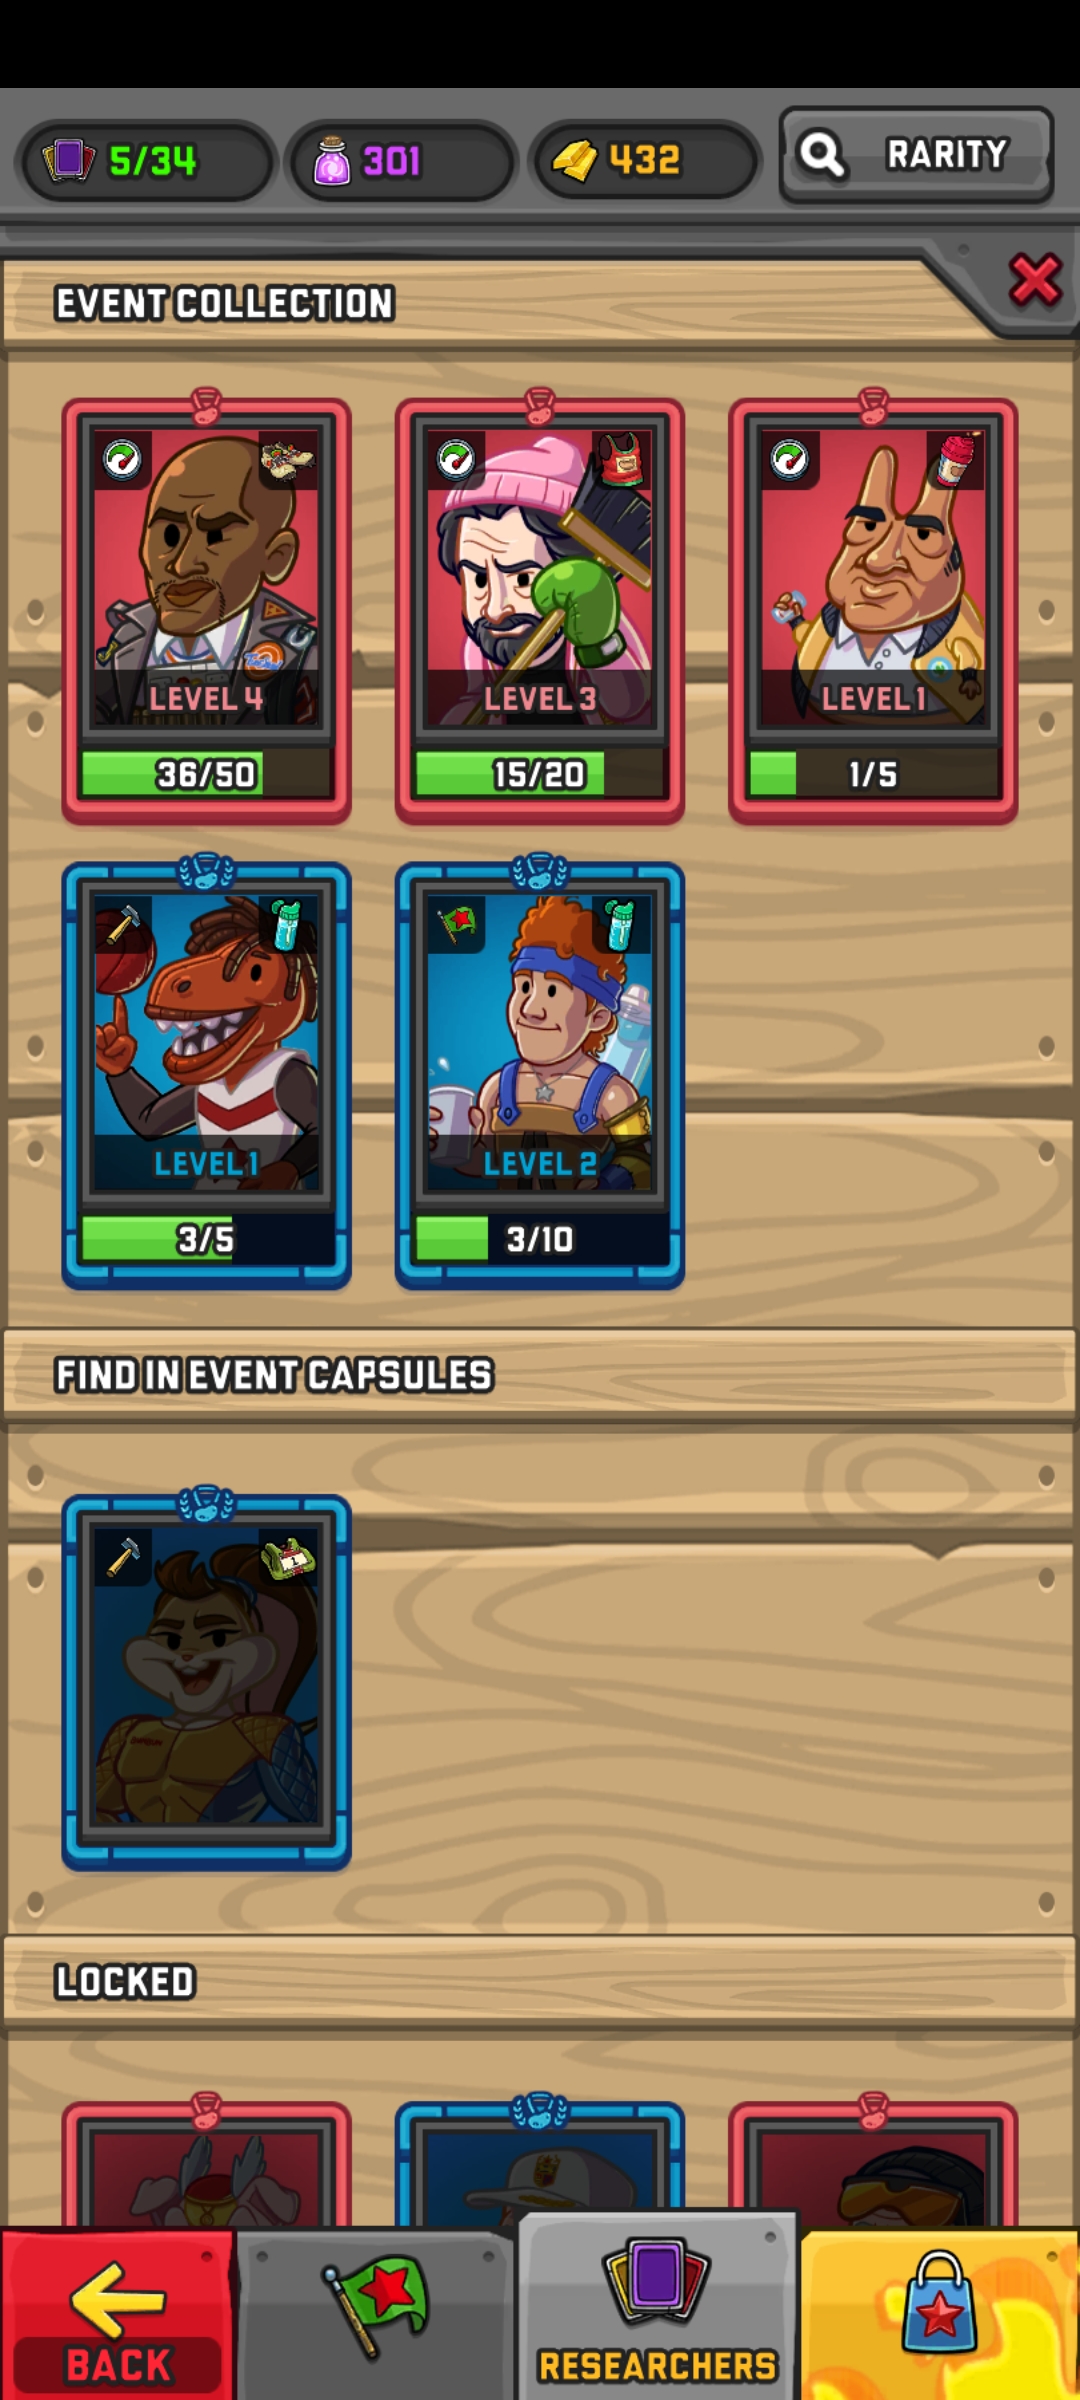 5/34
301
432
RARITY
EVENT COLLECTION
LEVEL 4
LEVEL 3
LEVEL 1
36/50
15/20
1/5
LEVEL 1
LEVEL 2
3/5
3/10
FIND IN EVENT CAPSULES
LOCKED
BACK
RESEARCHERS